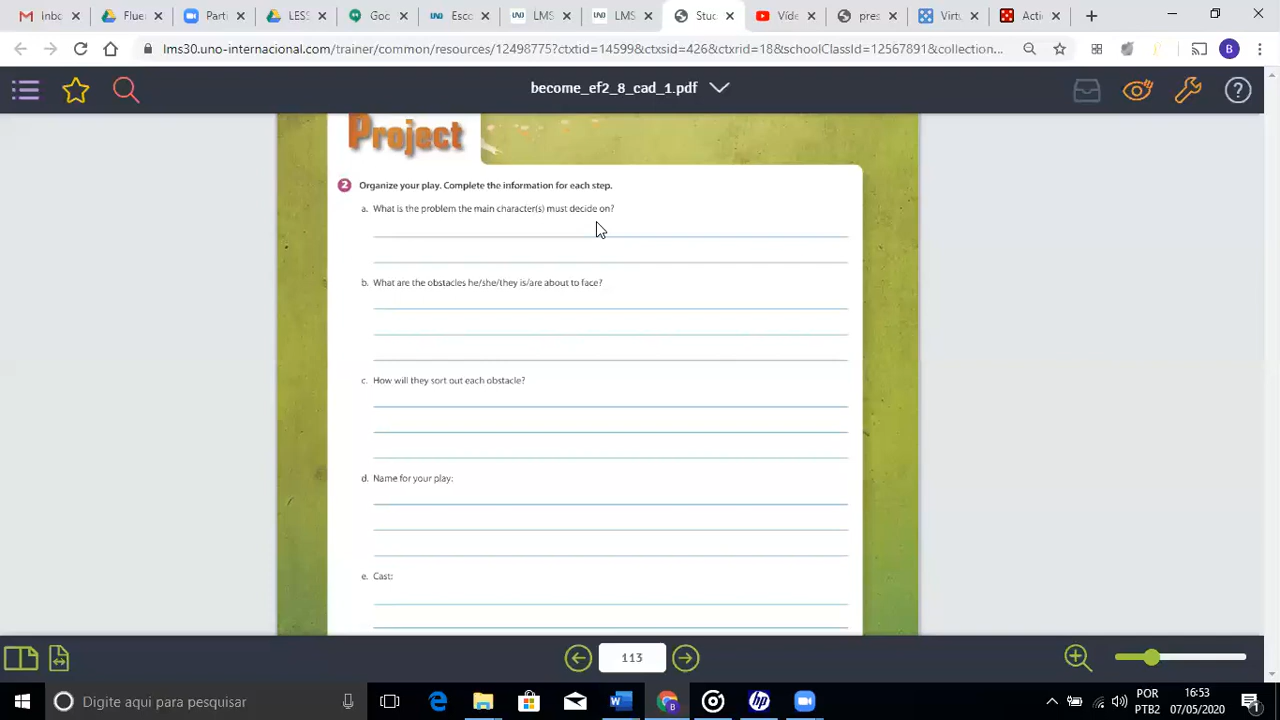 Inbo
Flue
Parti
LESS
Goc
Escc
LMS
LMS
Stuc
Víde
pres
Virtu
Actic
lms30.uno-internacional.com/trainer/common/resources/12498775?ctxtid=14599&ctxsid=426&ctxrid=18&schoolClassId=12567891&collection...
B
become_ef2_8_cad_1.pdf
Project
2 Organize your play. Complete the information for each step.
a. What is the problem the main character(s) must decide on?
b. What are the obstacles he/she/they is/are about to face?
c. How will they sort out each obstacle?
d. Name for your play:
e. Cast:
113
Digite aqui para pesquisar
POR
PTB2
16:53
07/05/2020